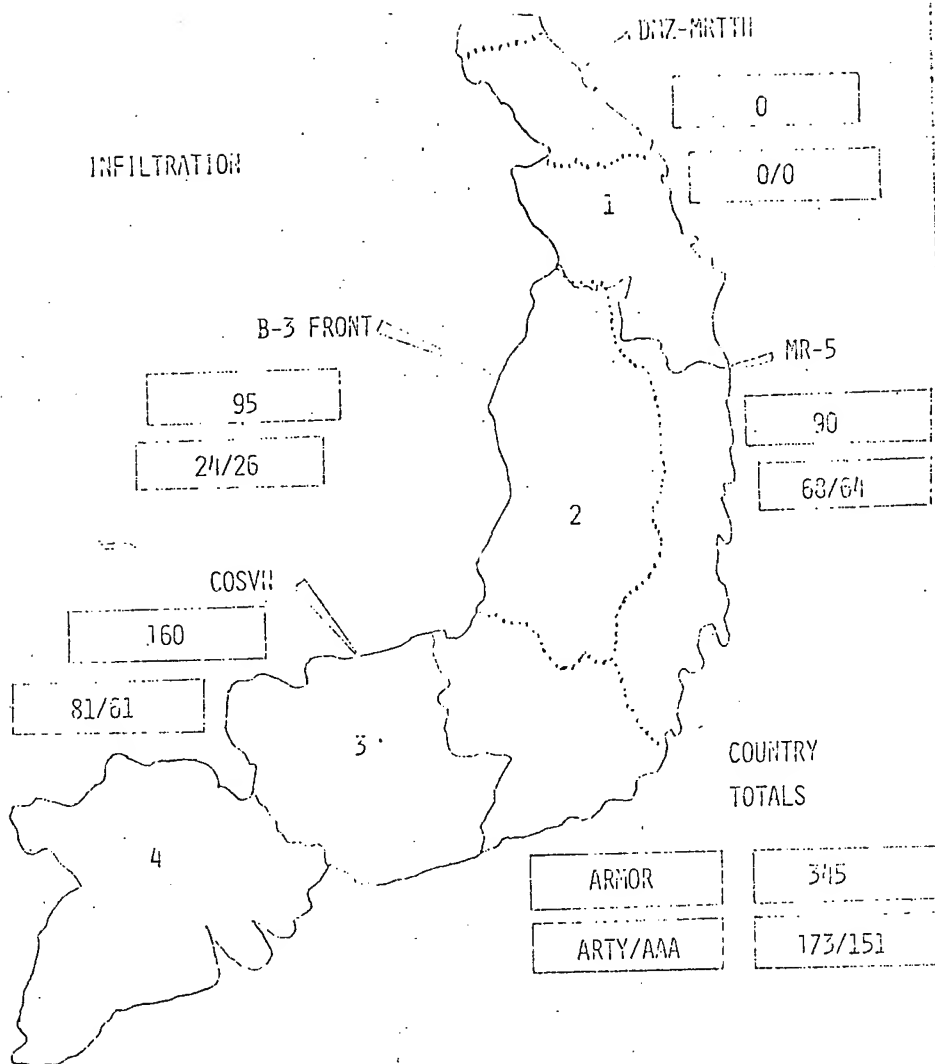 DMZ-MRTTH
0
INFILTRATION
0/0
1
B-3 FRONT
MR-5
95
90
24/26
68/64
2
COSVN
160
81/61
3
COUNTRY
TOTALS
4
ARMOR 345
ARTY/AAA 173/151